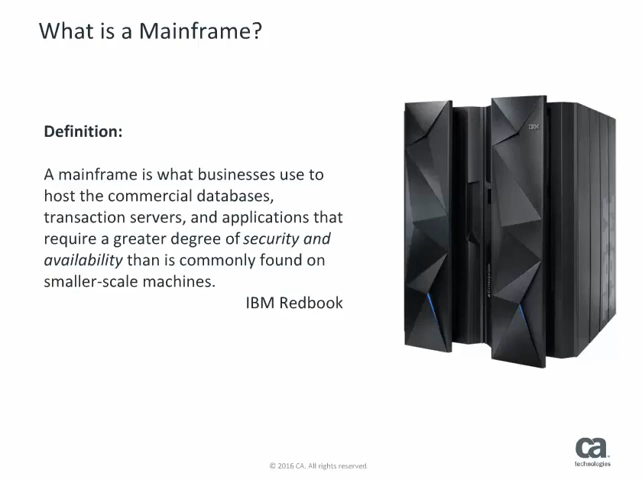 What is a Mainframe?
Definition:
A mainframe is what businesses use to
host the commercial databases,
transaction servers, and applications that
require a greater degree of security and
availability than is commonly found on
smaller-scale machines.
IBM Redbook
IBM
© 2016 CA. All rights reserved
ca
technologies